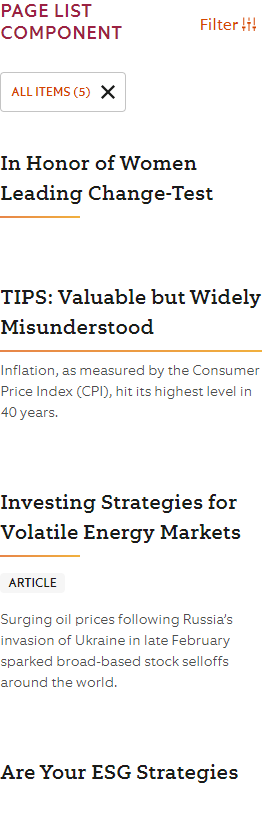 PAGE LIST
COMPONENT
Filter
ALL ITEMS (5)
In Honor of Women
Leading Change-Test
TIPS: Valuable but Widely
Misunderstood
Inflation, as measured by the Consumer
Price Index (CPI), hit its highest level in
40 years.
Investing Strategies for
Volatile Energy Markets
ARTICLE
Surging oil prices following Russia’s
invasion of Ukraine in late February
sparked broad-based stock selloffs
around the world.
Are Your ESG Strategies